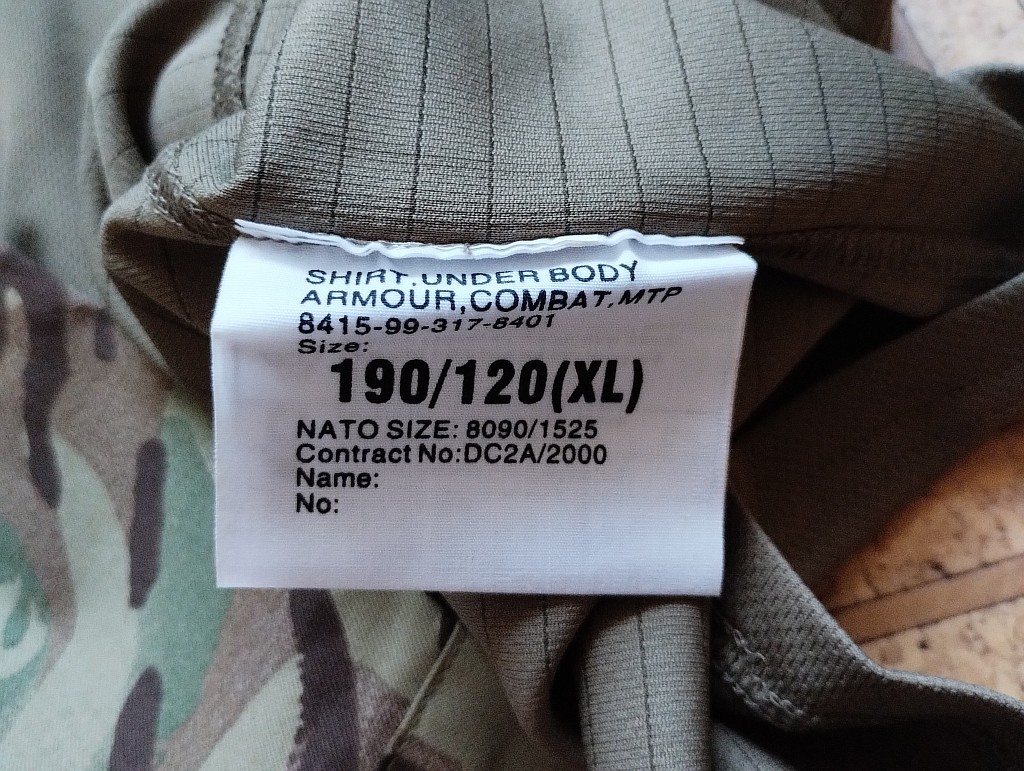 SHIRT.UNDER BODY
ARMOUR,COMBAT.MTP
8415-99-317-8401
Size:
190/120(XL)
NATO SIZE: 8090/1525
Contract No:DC2A/2000
Name:
No: